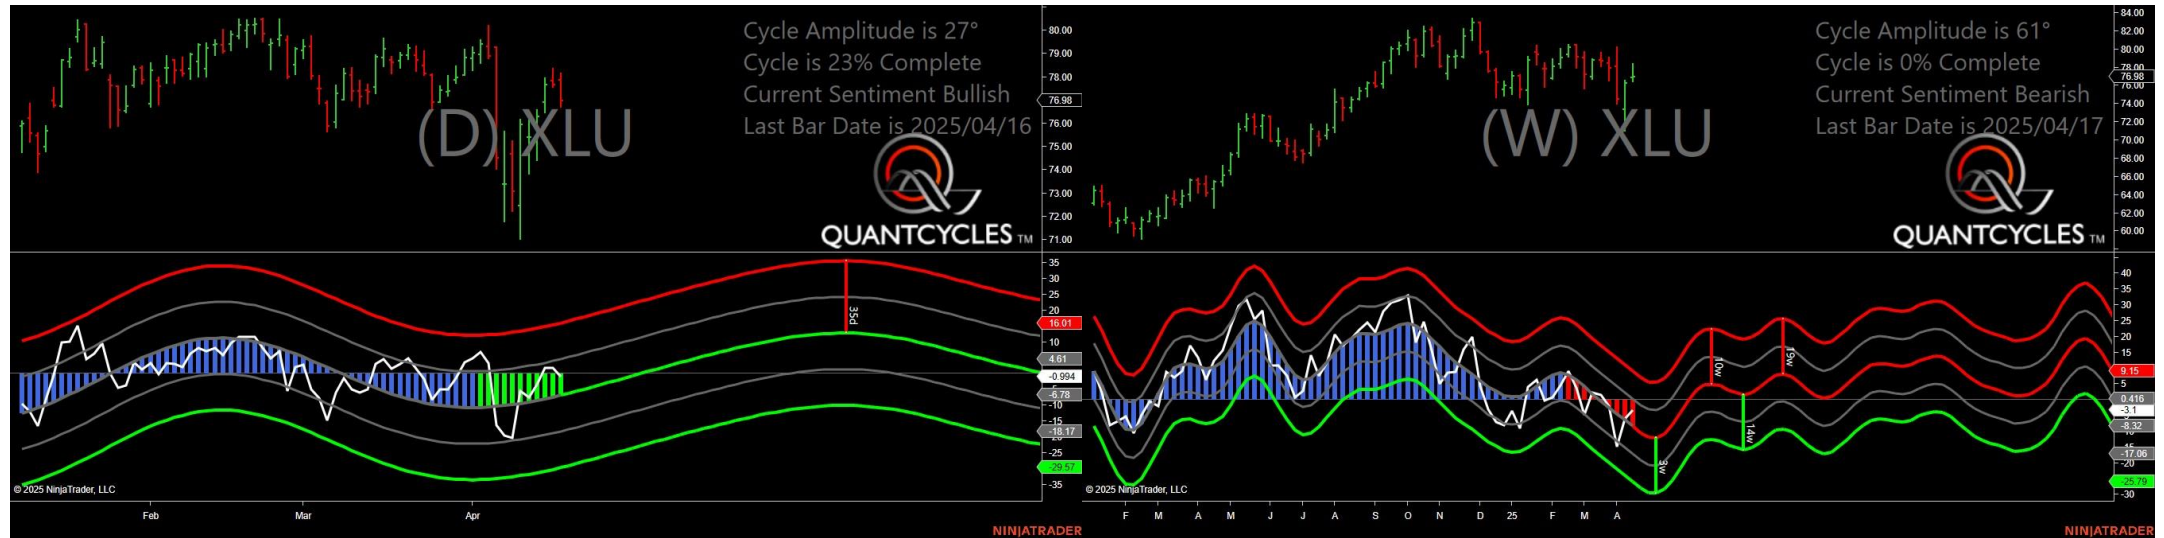 Cycle Amplitude is 27°
Cycle is 23% Complete
Current Sentiment Bullish
Last Bar Date is 2025/04/16
(D) XLU
QUANTCYCLES TM
80.00
79.00
78.00
76.98
76.00
75.00
74.00
73.00
72.00
71.00
35
30
25
20
16.01
10
4.61
-0.994
-6.78
-10
-15
-18.17
-25
-29.57
-35
35d
© 2025 NinjaTrader, LLC
Feb
Mar
Apr
NINJATRADER
Cycle Amplitude is 61°
Cycle is 0% Complete
Current Sentiment Bearish
Last Bar Date is 2025/04/17
(W) XLU
QUANTCYCLES TM
84.00
82.00
80.00
78.00
76.98
76.00
74.00
72.00
70.00
68.00
66.00
64.00
62.00
60.00
40
35
30
25
20
15
9.15
5
0.416
-3.1
-8.32
-17.06
-20
-25.79
-30
10w
19w
14w
© 2025 NinjaTrader, LLC
F
M
A
M
J
J
A
S
O
N
D
25
F
M
A
NINJATRADER